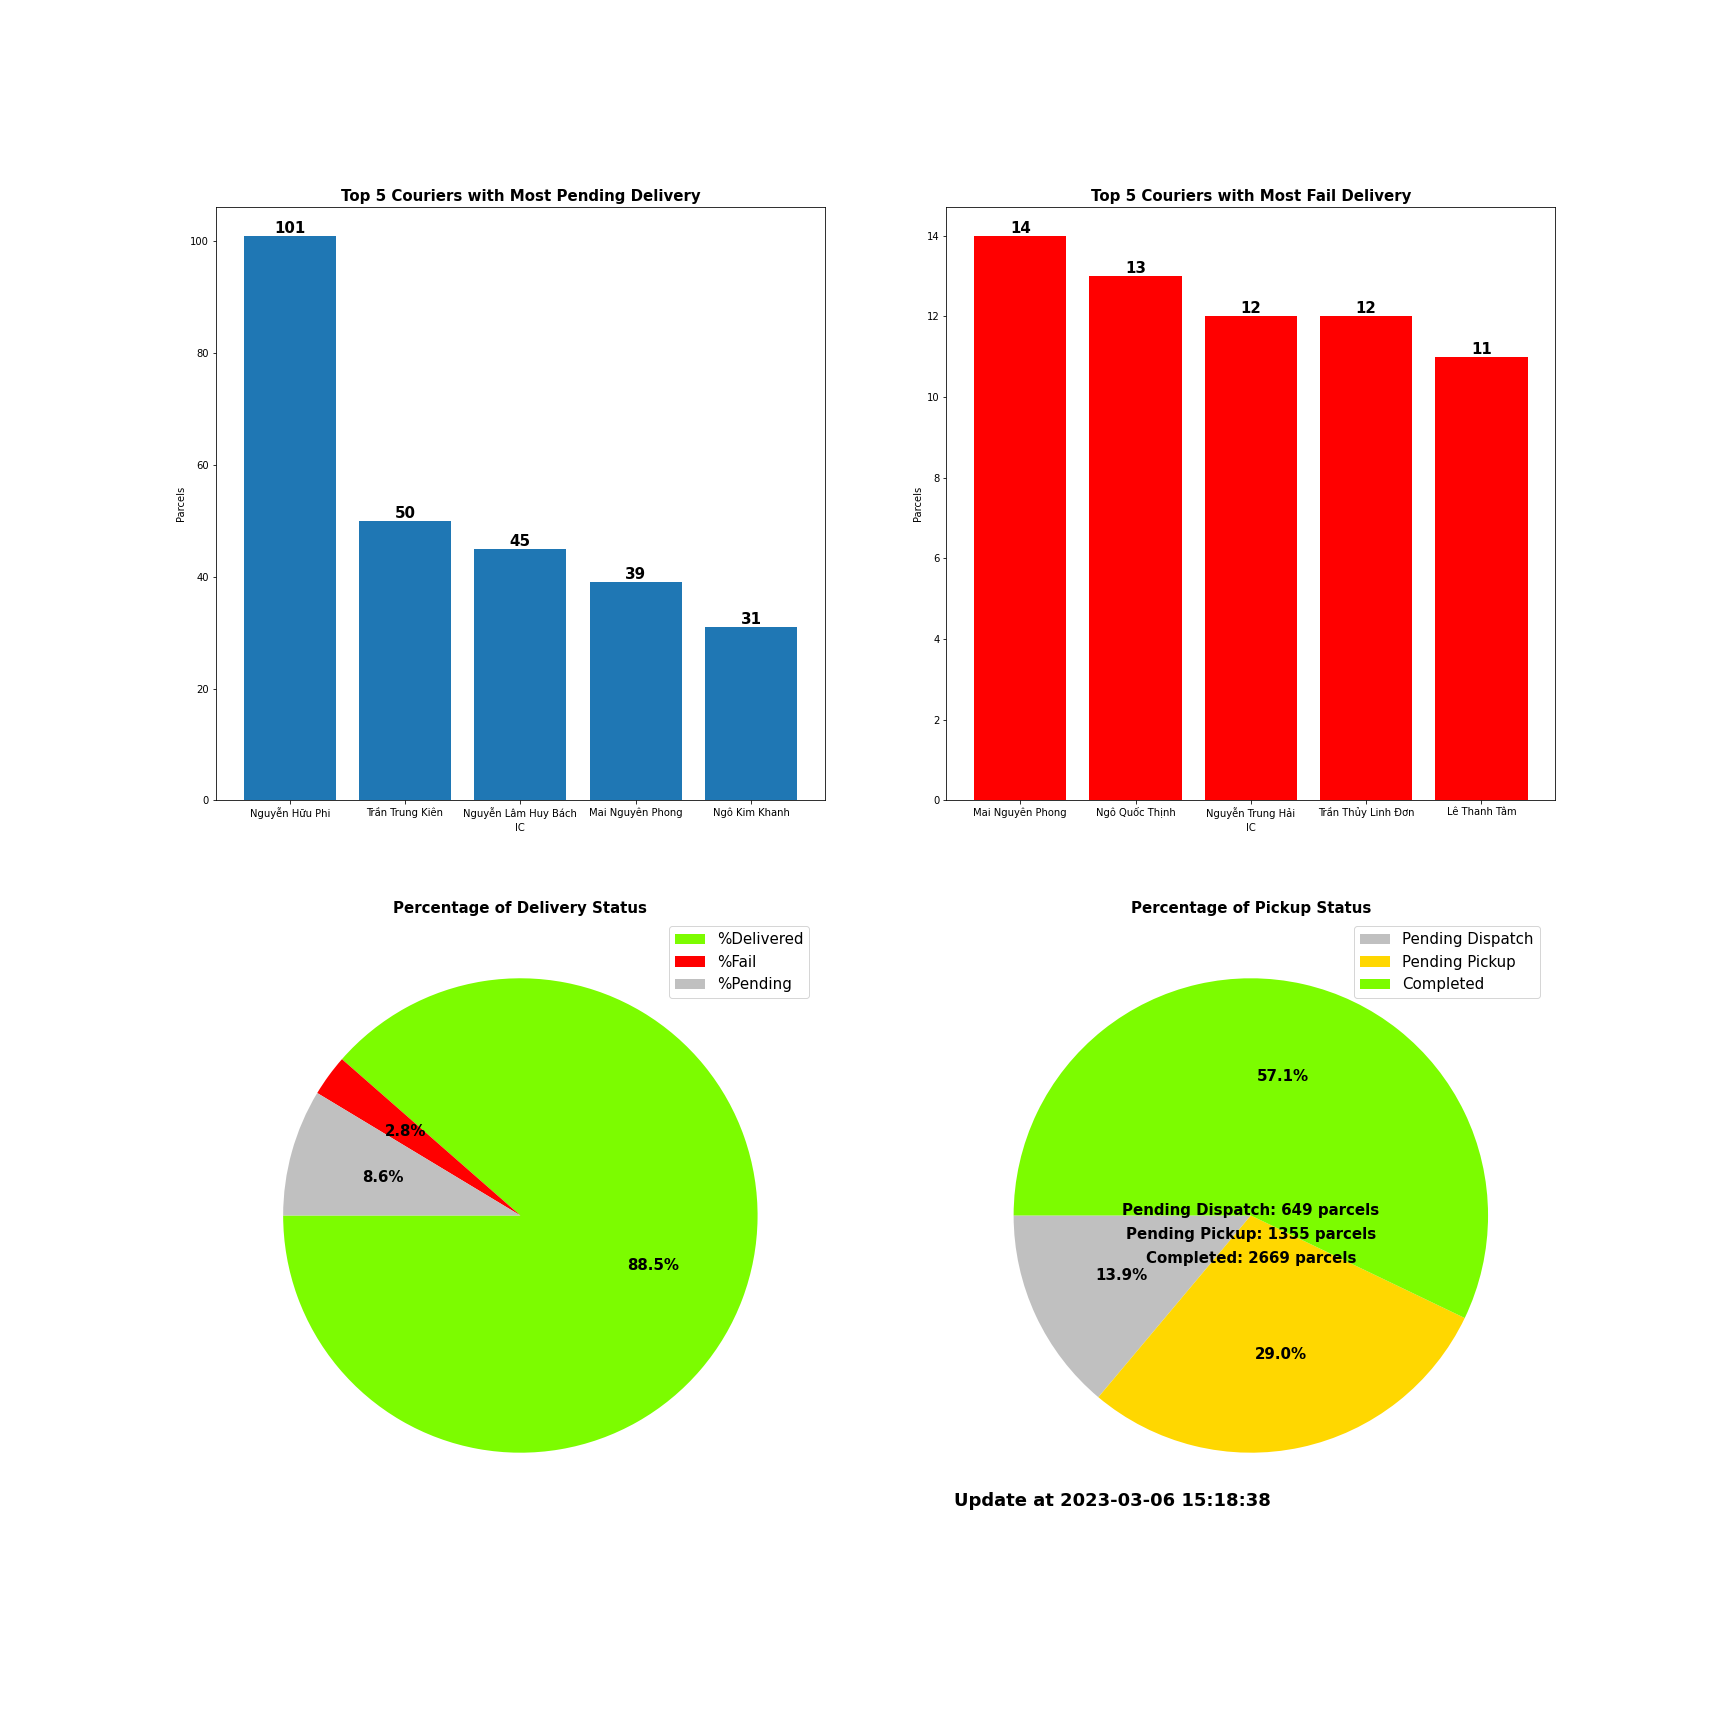 Top 5 Couriers with Most Pending Delivery
101
50
45
39
31
100
80
60
40
20
0
Parcels
Nguyễn Hữu Phi
Trần Trung Kiên
Nguyễn Lâm Huy Bách
Mai Nguyên Phong
Ngô Kim Khanh
IC
Top 5 Couriers with Most Fail Delivery
14
13
12
12
11
14
12
10
8
6
4
2
0
Parcels
Mai Nguyên Phong
Ngô Quốc Thịnh
Nguyễn Trung Hải
Trần Thủy Linh Đơn
Lê Thanh Tâm
IC
Percentage of Delivery Status
%Delivered
%Fail
%Pending
2.8%
8.6%
88.5%
Percentage of Pickup Status
Pending Dispatch
Pending Pickup
Completed
57.1%
Pending Dispatch: 649 parcels
Pending Pickup: 1355 parcels
Completed: 2669 parcels
13.9%
29.0%
Update at 2023-03-06 15:18:38